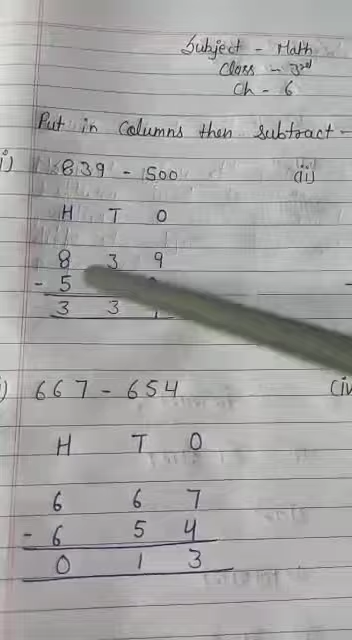 Subject - Math
Class - 3rd
Ch - 6
Put in columns then subtract -
i) 839 - 500 (ii)
H T O
8 3 9
- 5
3 3
) 667 - 654 (iv
H T O
6 6 7
- 6 5 4
0 1 3